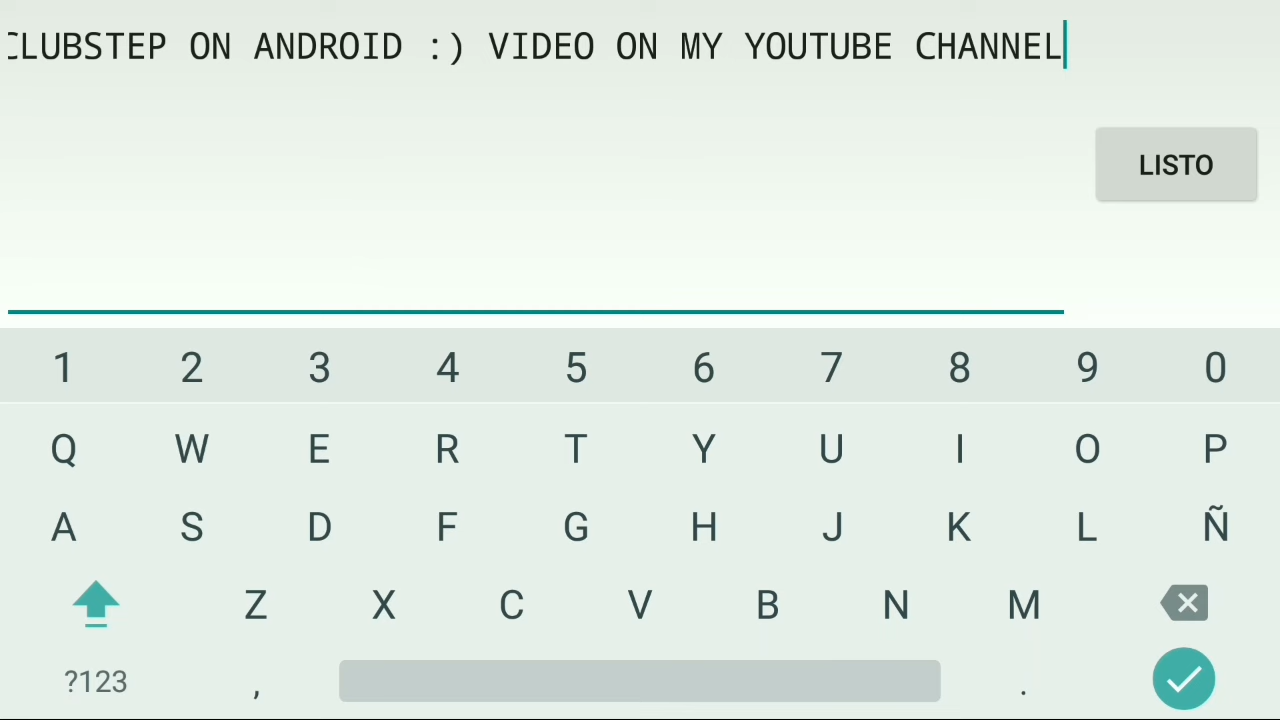 CLUBSTEP ON ANDROID :) VIDEO ON MY YOUTUBE CHANNEL
LISTO
1 2 3 4 5 6 7 8 9 0
Q W E R T Y U I O P
A S D F G H J K L Ñ
Z X C V B N M
?123 , .